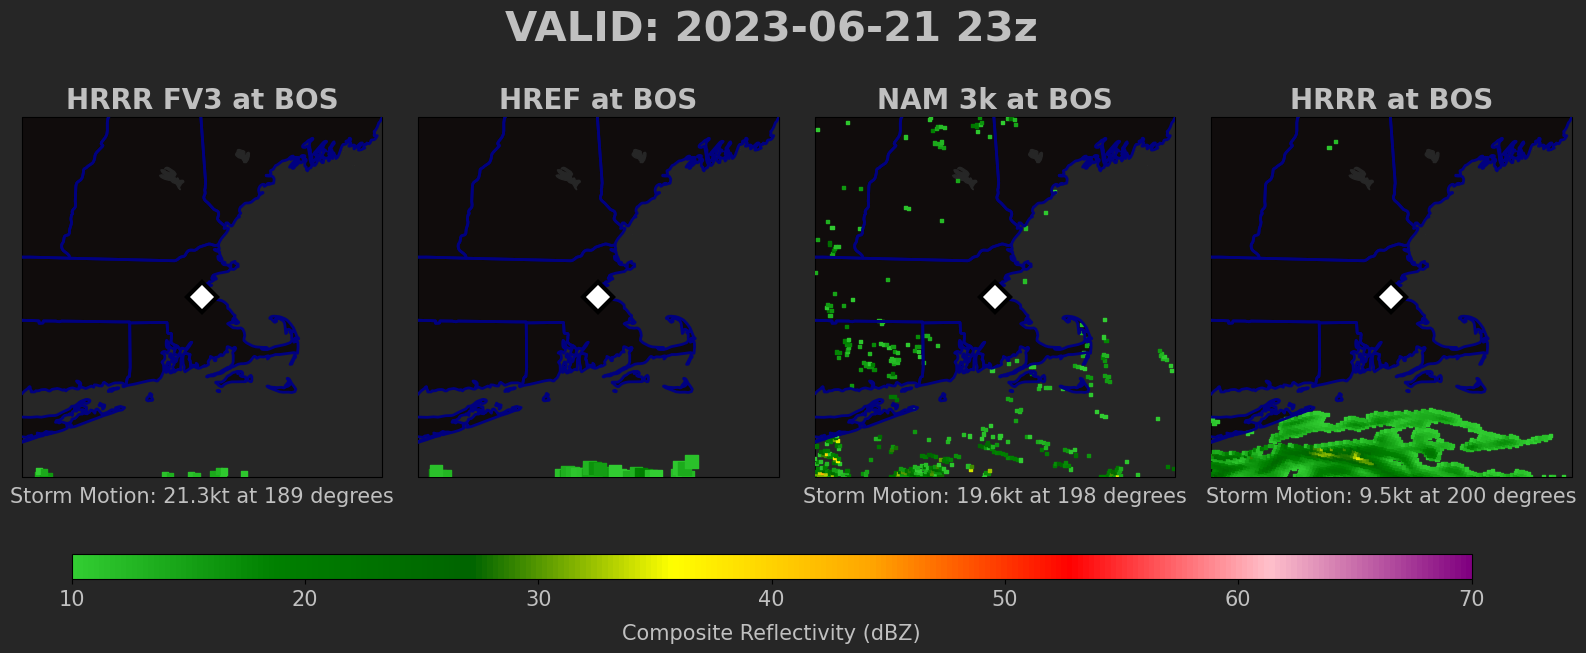 VALID: 2023-06-21 23z
HRRR FV3 at BOS
HREF at BOS
NAM 3k at BOS
HRRR at BOS
Storm Motion: 21.3kt at 189 degrees
Storm Motion: 19.6kt at 198 degrees
Storm Motion: 9.5kt at 200 degrees
10 20 30 40 50 60 70
Composite Reflectivity (dBZ)